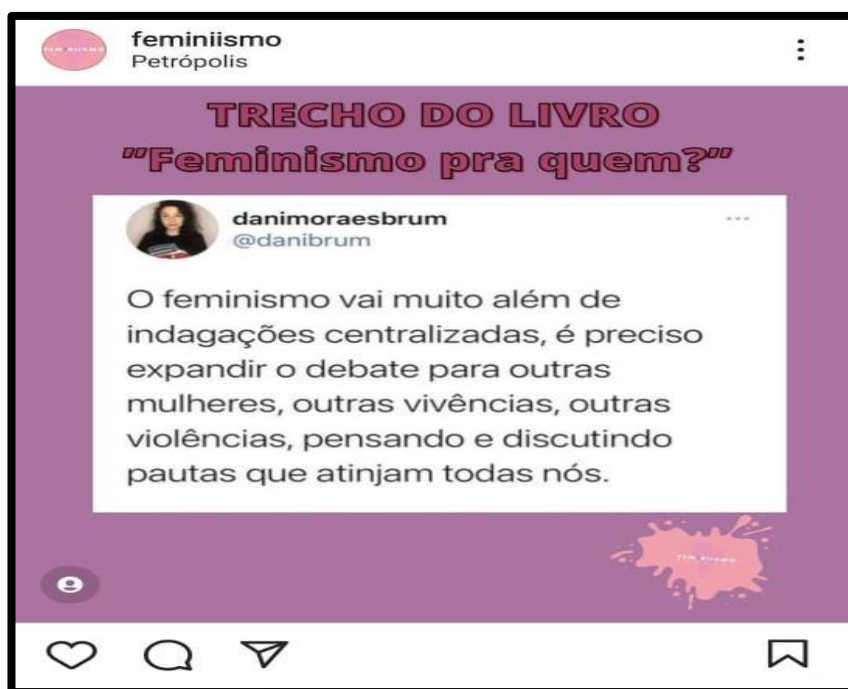 feminiismo
Petrópolis
TRECHO DO LIVRO
"Feminismo pra quem?"
danimoraesbrum
@danibrum
O feminismo vai muito além de
indagações centralizadas, é preciso
expandir o debate para outras
mulheres, outras vivências, outras
violências, pensando e discutindo
pautas que atinjam todas nós.